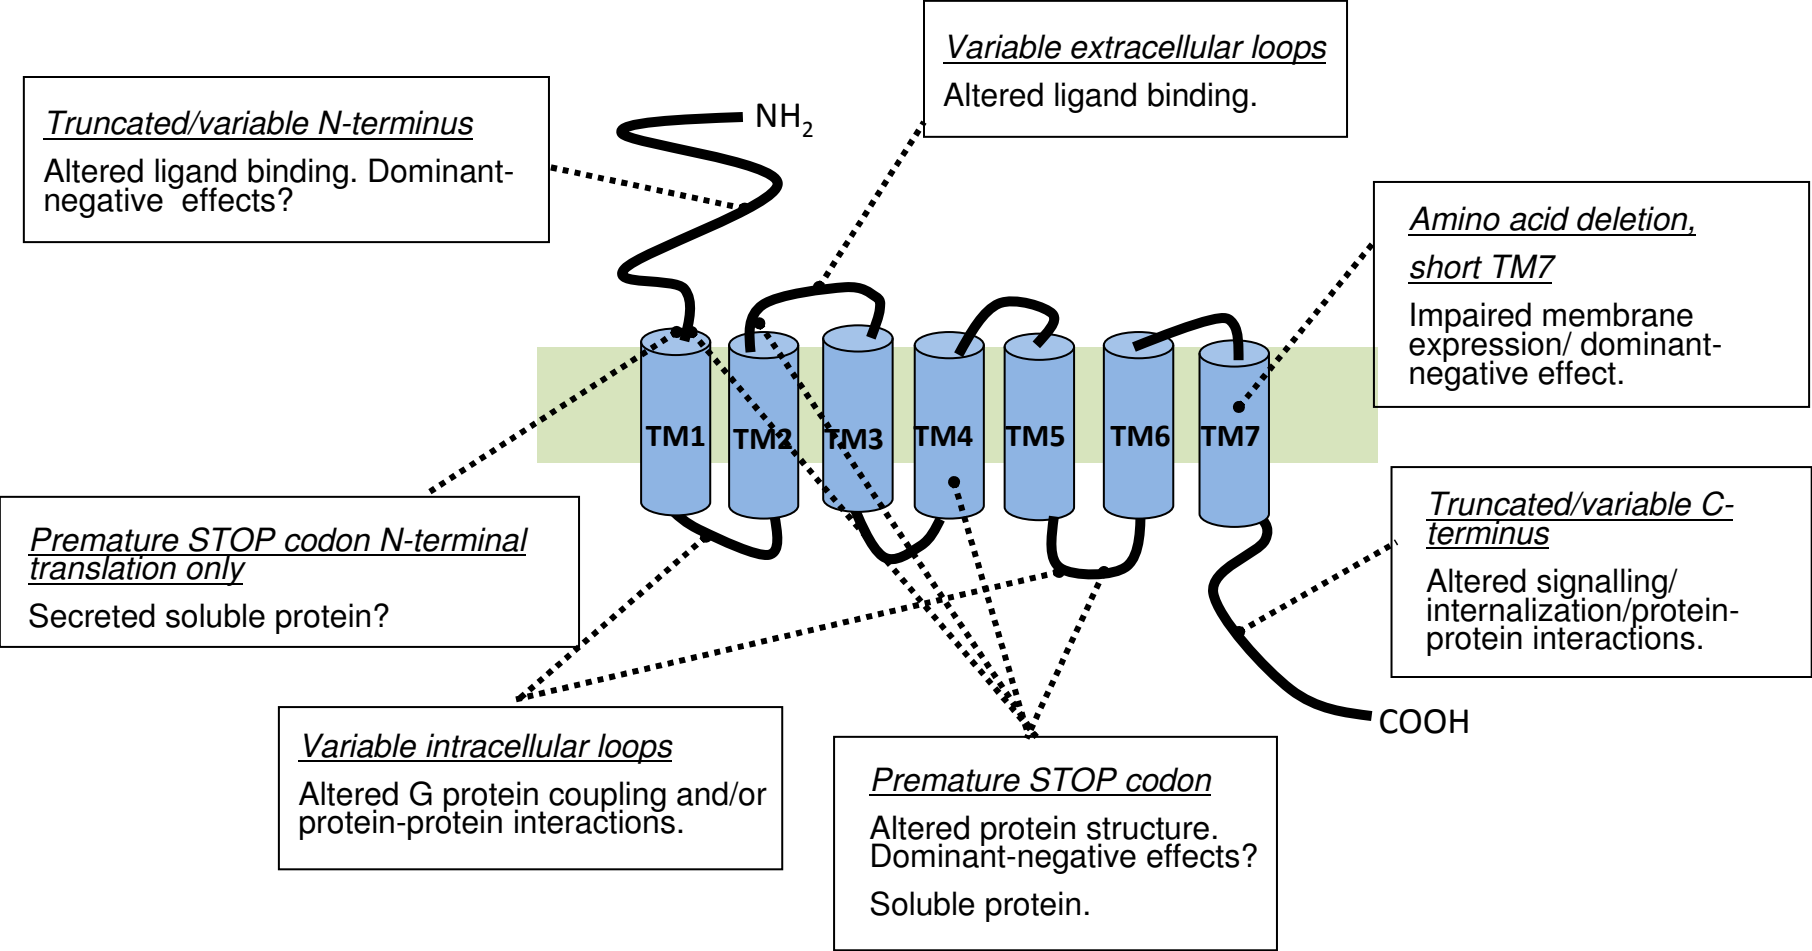 Variable extracellular loops
Altered ligand binding.
Truncated/variable N-terminus
Altered ligand binding. Dominant-
negative effects?
NH2
Amino acid deletion,
short TM7
Impaired membrane
expression/ dominant-
negative effect.
TM1
TM2
TM3
TM4
TM5
TM6
TM7
Premature STOP codon N-terminal
translation only
Secreted soluble protein?
Truncated/variable C-
terminus
Altered signalling/
internalization/protein-
protein interactions.
COOH
Variable intracellular loops
Altered G protein coupling and/or
protein-protein interactions.
Premature STOP codon
Altered protein structure.
Dominant-negative effects?
Soluble protein.